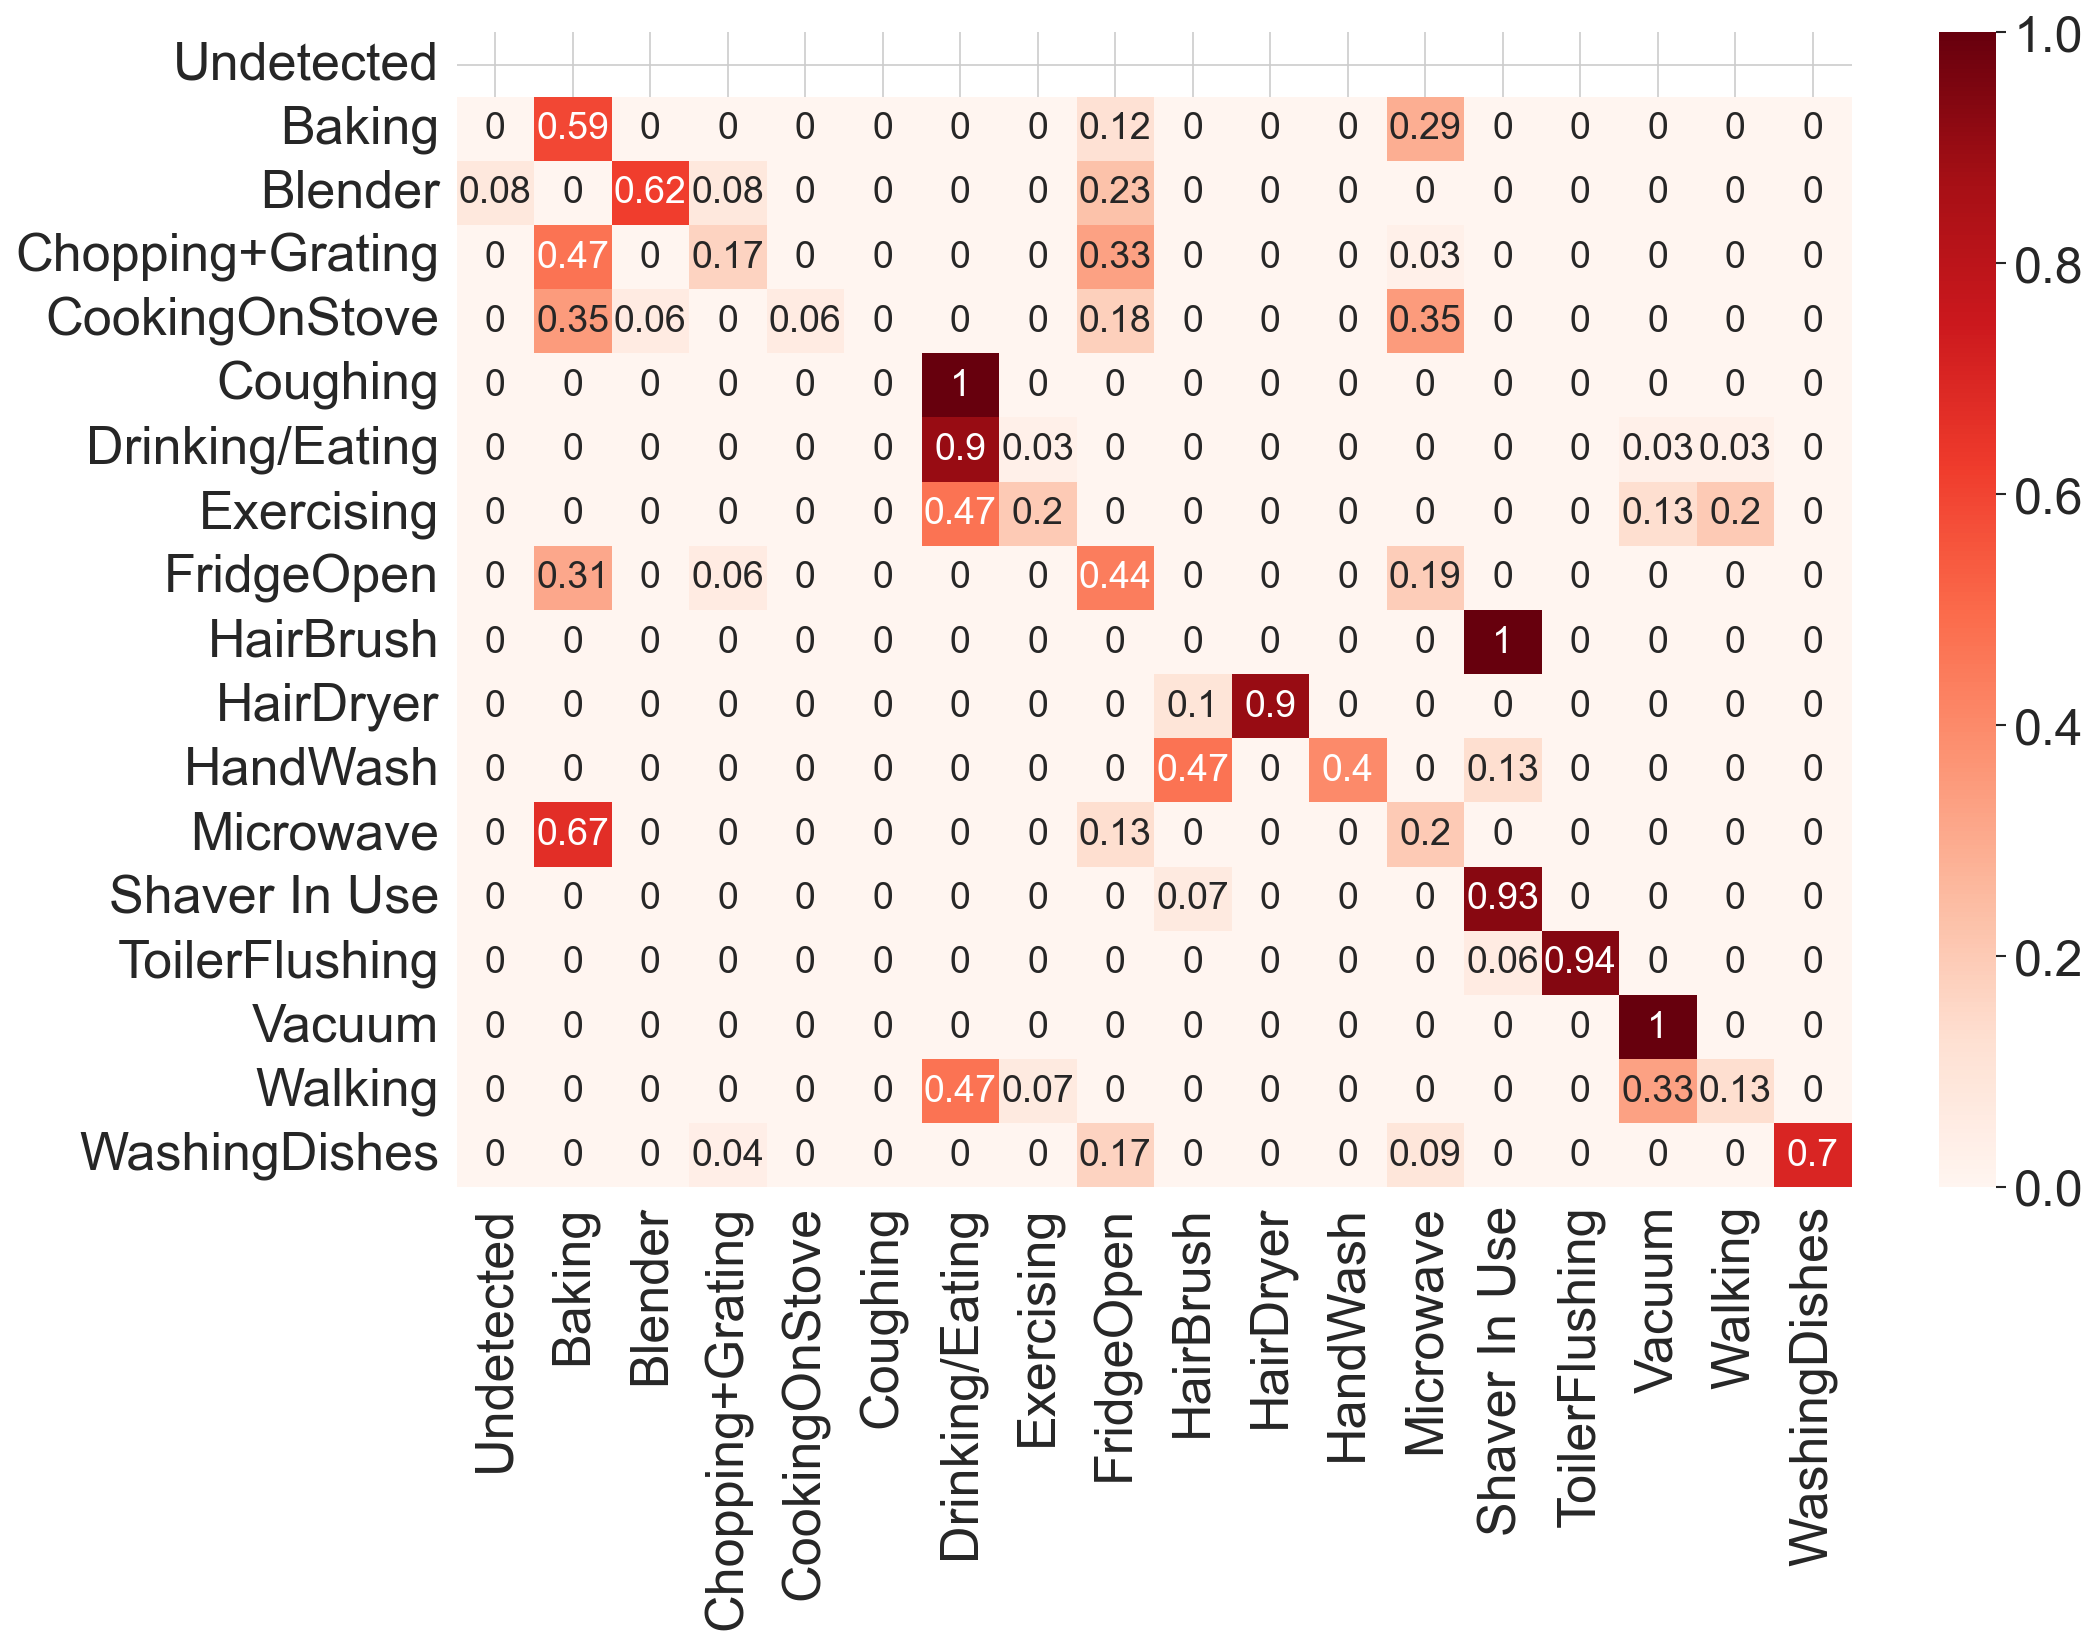 Undetected
Baking 0 0.59 0 0 0 0 0 0 0.12 0 0 0 0.29 0 0 0 0 0
Blender 0.08 0 0.62 0.08 0 0 0 0 0.23 0 0 0 0 0 0 0 0 0
Chopping+Grating 0 0.47 0 0.17 0 0 0 0 0.33 0 0 0 0.03 0 0 0 0 0
CookingOnStove 0 0.35 0.06 0 0.06 0 0 0 0.18 0 0 0 0.35 0 0 0 0 0
Coughing 0 0 0 0 0 0 1 0 0 0 0 0 0 0 0 0 0 0
Drinking/Eating 0 0 0 0 0 0 0.9 0.03 0 0 0 0 0 0 0 0.03 0.03 0
Exercising 0 0 0 0 0 0 0.47 0.2 0 0 0 0 0 0 0 0.13 0.2 0
FridgeOpen 0 0.31 0 0.06 0 0 0 0 0.44 0 0 0 0.19 0 0 0 0 0
HairBrush 0 0 0 0 0 0 0 0 0 0 0 0 0 1 0 0 0 0
HairDryer 0 0 0 0 0 0 0 0 0 0.1 0.9 0 0 0 0 0 0 0
HandWash 0 0 0 0 0 0 0 0 0 0.47 0 0.4 0 0.13 0 0 0 0
Microwave 0 0.67 0 0 0 0 0 0 0.13 0 0 0 0.2 0 0 0 0 0
Shaver In Use 0 0 0 0 0 0 0 0 0 0.07 0 0 0 0.93 0 0 0 0
ToilerFlushing 0 0 0 0 0 0 0 0 0 0 0 0 0 0.06 0.94 0 0 0
Vacuum 0 0 0 0 0 0 0 0 0 0 0 0 0 0 0 1 0 0
Walking 0 0 0 0 0 0 0.47 0.07 0 0 0 0 0 0 0 0.33 0.13 0
WashingDishes 0 0 0 0.04 0 0 0 0 0.17 0 0 0 0.09 0 0 0 0 0.7
Undetected
Baking
Blender
Chopping+Grating
CookingOnStove
Coughing
Drinking/Eating
Exercising
FridgeOpen
HairBrush
HairDryer
HandWash
Microwave
Shaver In Use
ToilerFlushing
Vacuum
Walking
WashingDishes
1.0
0.8
0.6
0.4
0.2
0.0